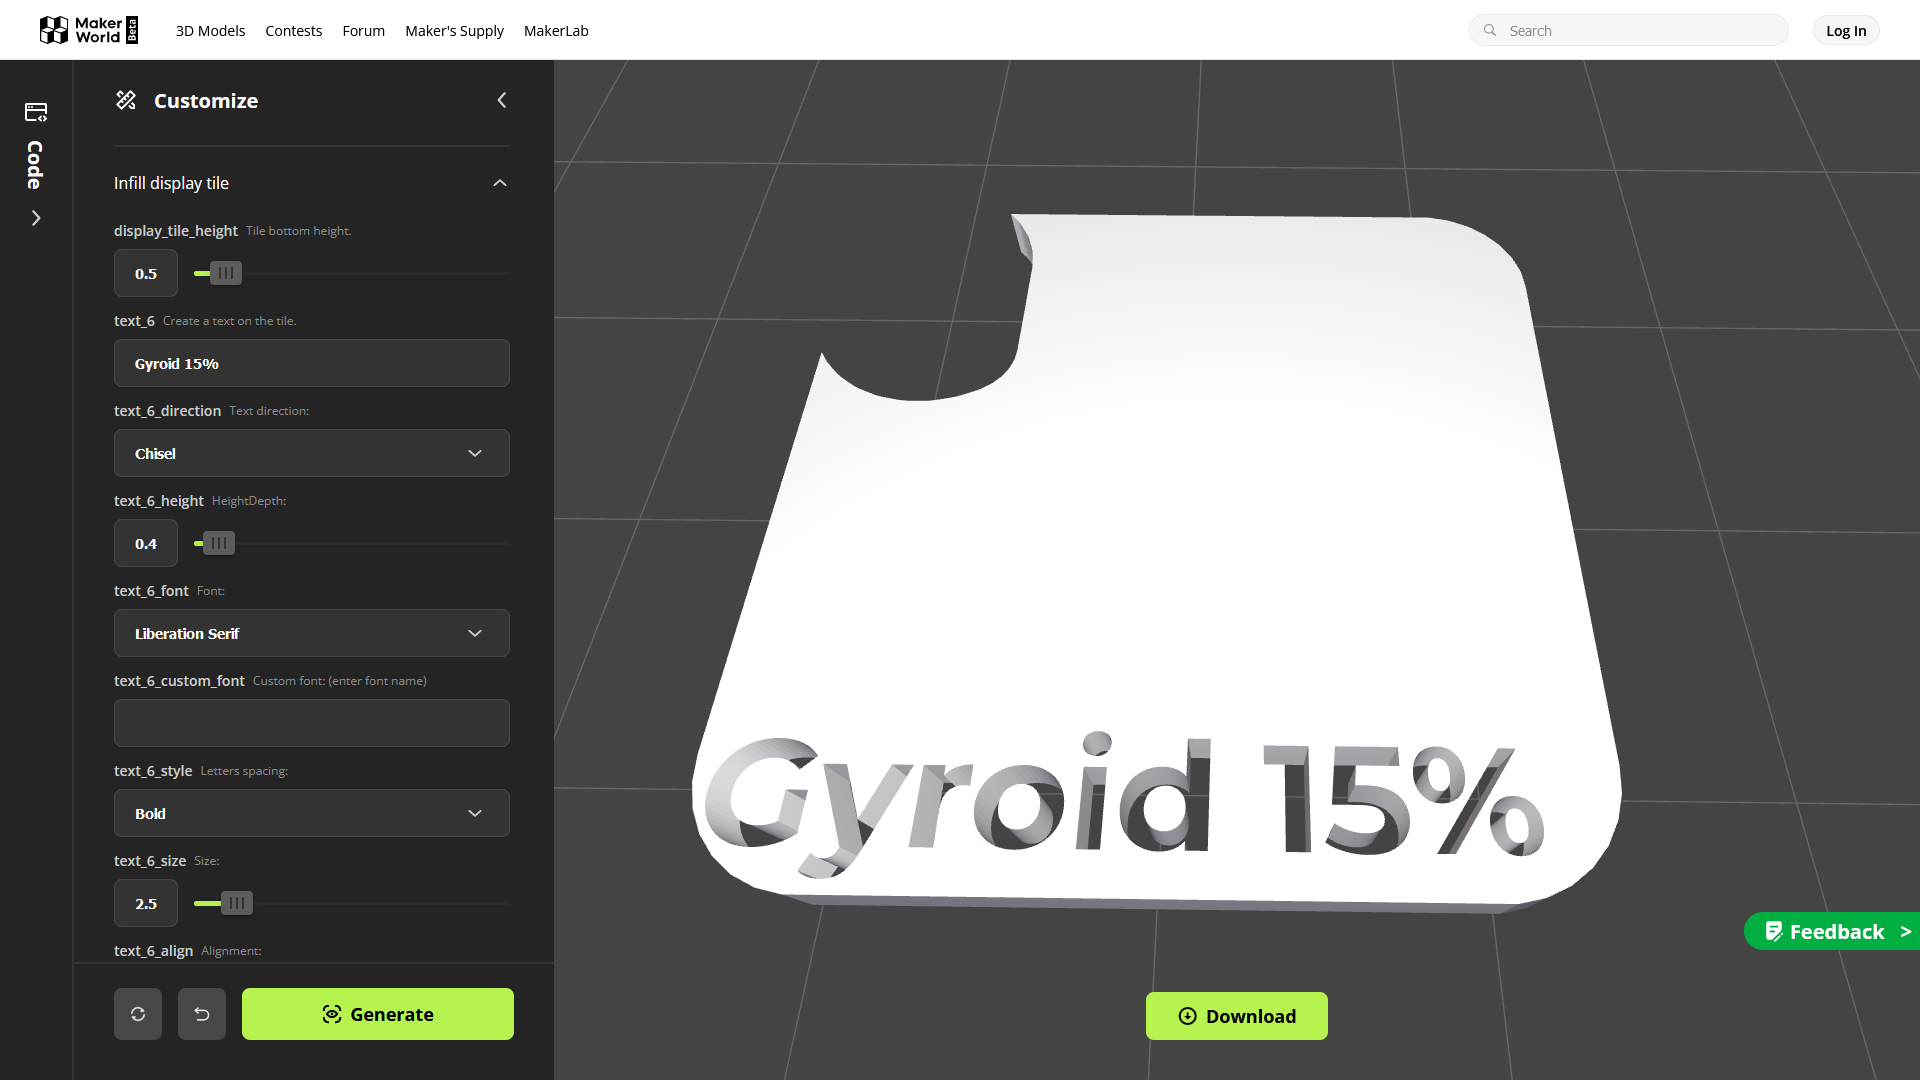 Maker World Beta
3D Models
Contests
Forum
Maker's Supply
MakerLab
Search
Log In
Code
Customize
Infill display tile
display_tile_height Tile bottom height.
0.5
text_6 Create a text on the tile.
Gyroid 15%
text_6_direction Text direction:
Chisel
text_6_height HeightDepth:
0.4
text_6_font Font:
Liberation Serif
text_6_custom_font Custom font: (enter font name)
text_6_style Letters spacing:
Bold
text_6_size Size:
2.5
text_6_align Alignment:
Generate
Gyroid 15%
Feedback >
Download